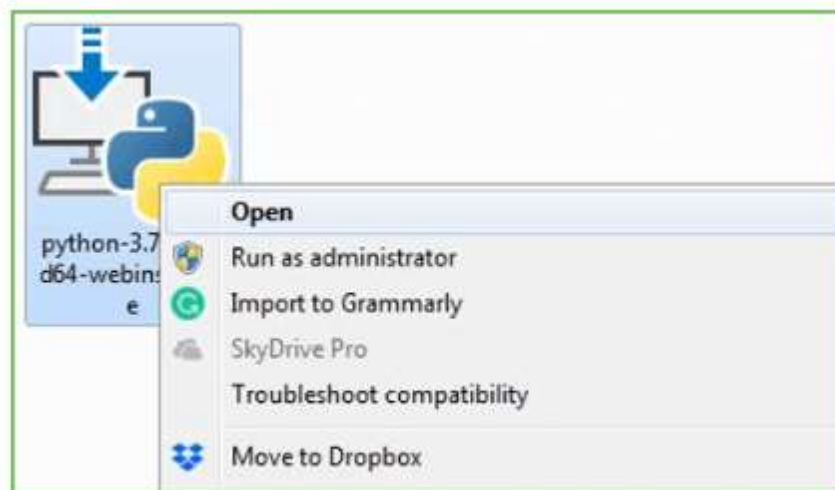 python-3.7
d64-webins
e
Open
Run as administrator
Import to Grammarly
SkyDrive Pro
Troubleshoot compatibility
Move to Dropbox